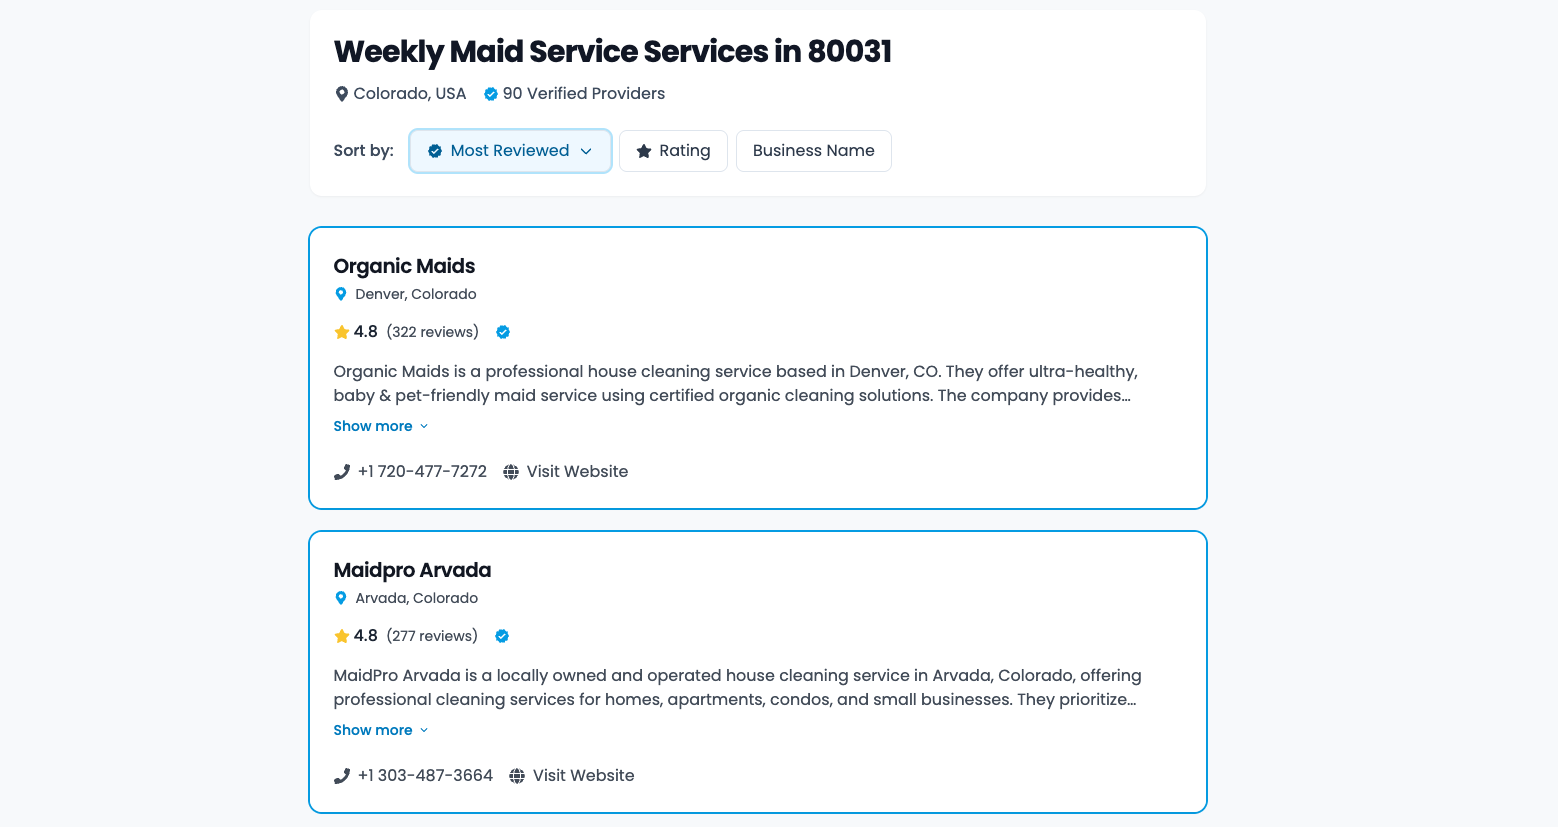 Weekly Maid Service Services in 80031
Colorado, USA 90 Verified Providers
Sort by: Most Reviewed Rating Business Name
Organic Maids
Denver, Colorado
4.8 (322 reviews)
Organic Maids is a professional house cleaning service based in Denver, CO. They offer ultra-healthy,
baby & pet-friendly maid service using certified organic cleaning solutions. The company provides...
Show more
+1 720-477-7272 Visit Website
Maidpro Arvada
Arvada, Colorado
4.8 (277 reviews)
MaidPro Arvada is a locally owned and operated house cleaning service in Arvada, Colorado, offering
professional cleaning services for homes, apartments, condos, and small businesses. They prioritize...
Show more
+1 303-487-3664 Visit Website